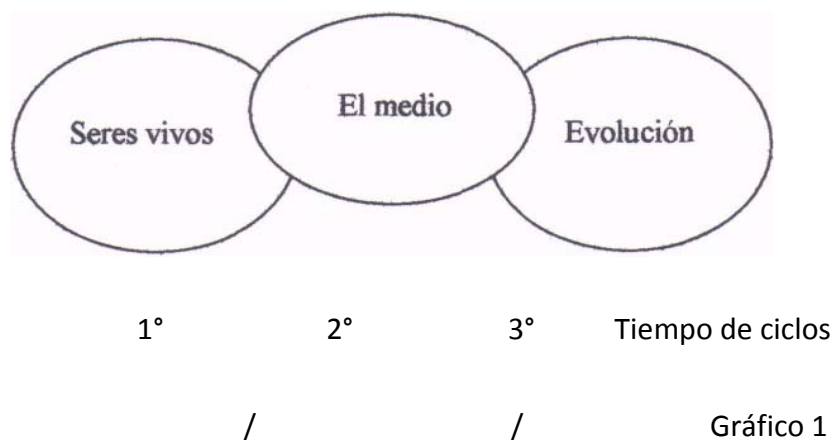 Seres vivos
El medio
Evolución
1° 2° 3° Tiempo de ciclos
/ / Gráfico 1